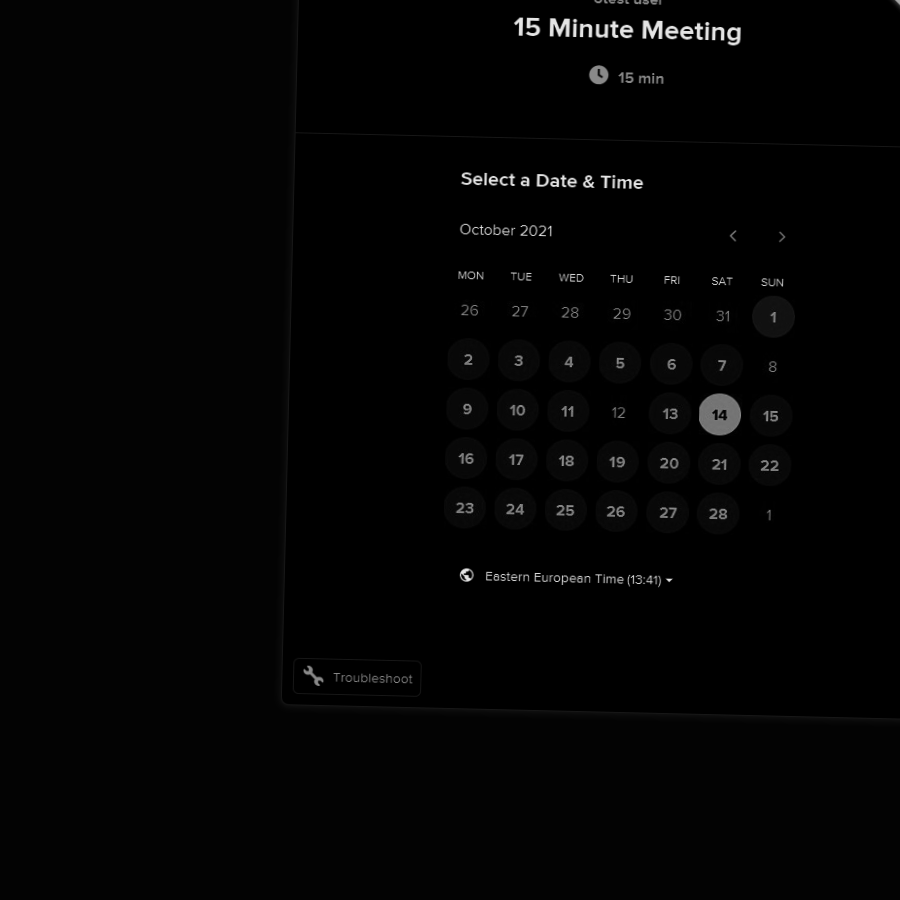 15 Minute Meeting
15 min
Select a Date & Time
October 2021
MON TUE WED THU FRI SAT SUN
26 27 28 29 30 31 1
2 3 4 5 6 7 8
9 10 11 12 13 14 15
16 17 18 19 20 21 22
23 24 25 26 27 28 1
Eastern European Time (13:41)
Troubleshoot